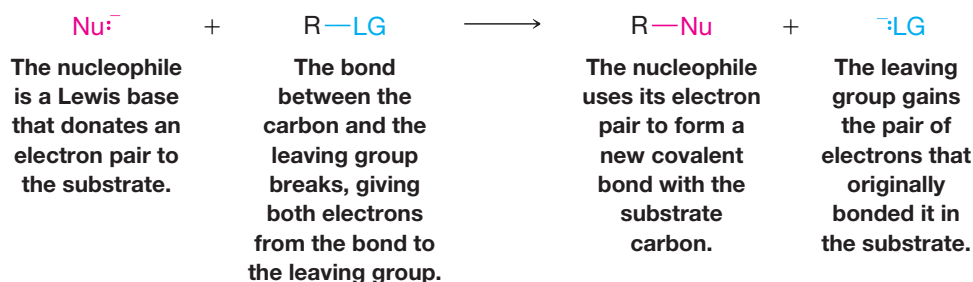 Nu:⁻ + R—LG ⟶ R—Nu + ⁻:LG
The nucleophile
is a Lewis base
that donates an
electron pair to
the substrate.
The bond
between the
carbon and the
leaving group
breaks, giving
both electrons
from the bond to
the leaving group.
The nucleophile
uses its electron
pair to form a
new covalent
bond with the
substrate
carbon.
The leaving
group gains
the pair of
electrons that
originally
bonded it in
the substrate.